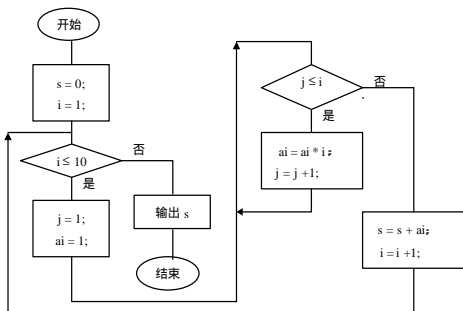 开始
s = 0;
i = 1;
i ≤ 10
否
是
j = 1;
ai = 1;
输出 s
结束
j ≤ i
否
是
ai = ai * i;
j = j +1;
s = s + ai;
i = i +1;